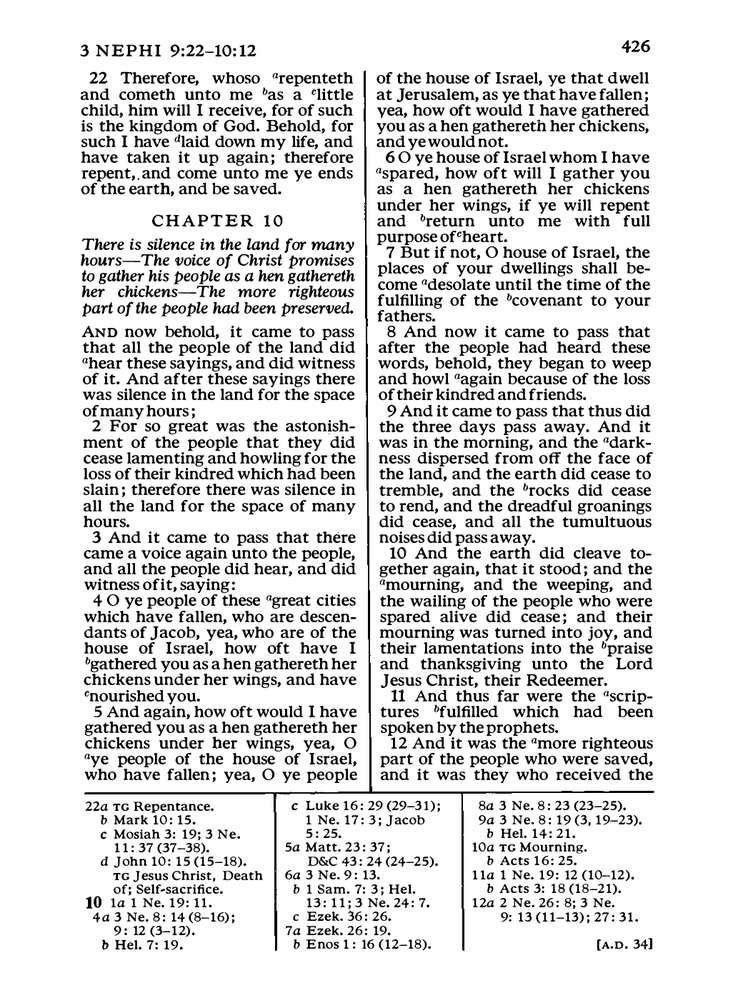 3 NEPHI 9:22–10:12
426
22 Therefore, whoso ᵃrepenteth
and cometh unto me ᵇas a ᶜlittle
child, him will I receive, for of such
is the kingdom of God. Behold, for
such I have ᵈlaid down my life, and
have taken it up again; therefore
repent, and come unto me ye ends
of the earth, and be saved.
CHAPTER 10
There is silence in the land for many
hours—The voice of Christ promises
to gather his people as a hen gathereth
her chickens—The more righteous
part of the people had been preserved.
AND now behold, it came to pass
that all the people of the land did
ᵃhear these sayings, and did witness
of it. And after these sayings there
was silence in the land for the space
of many hours;
2 For so great was the astonish-
ment of the people that they did
cease lamenting and howling for the
loss of their kindred which had been
slain; therefore there was silence in
all the land for the space of many
hours.
3 And it came to pass that there
came a voice again unto the people,
and all the people did hear, and did
witness of it, saying:
4 O ye people of these ᵃgreat cities
which have fallen, who are descen-
dants of Jacob, yea, who are of the
house of Israel, how oft have I
ᵇgathered you as a hen gathereth her
chickens under her wings, and have
ᶜnourished you.
5 And again, how oft would I have
gathered you as a hen gathereth her
chickens under her wings, yea, O
ᵃye people of the house of Israel,
who have fallen; yea, O ye people
of the house of Israel, ye that dwell
at Jerusalem, as ye that have fallen;
yea, how oft would I have gathered
you as a hen gathereth her chickens,
and ye would not.
6 O ye house of Israel whom I have
ᵃspared, how oft will I gather you
as a hen gathereth her chickens
under her wings, if ye will repent
and ᵇreturn unto me with full
purpose of ᶜheart.
7 But if not, O house of Israel, the
places of your dwellings shall be-
come ᵃdesolate until the time of the
fulfilling of the ᵇcovenant to your
fathers.
8 And now it came to pass that
after the people had heard these
words, behold, they began to weep
and howl ᵃagain because of the loss
of their kindred and friends.
9 And it came to pass that thus did
the three days pass away. And it
was in the morning, and the ᵃdark-
ness dispersed from off the face of
the land, and the earth did cease to
tremble, and the ᵇrocks did cease
to rend, and the dreadful groanings
did cease, and all the tumultuous
noises did pass away.
10 And the earth did cleave to-
gether again, that it stood; and the
ᵃmourning, and the weeping, and
the wailing of the people who were
spared alive did cease; and their
mourning was turned into joy, and
their lamentations into the ᵇpraise
and thanksgiving unto the Lord
Jesus Christ, their Redeemer.
11 And thus far were the ᵃscrip-
tures ᵇfulfilled which had been
spoken by the prophets.
12 And it was the ᵃmore righteous
part of the people who were saved,
and it was they who received the
22a TG Repentance.
b Mark 10: 15.
c Mosiah 3: 19; 3 Ne.
11: 37 (37–38).
d John 10: 15 (15–18).
TG Jesus Christ, Death
of; Self-sacrifice.
10 1a 1 Ne. 19: 11.
4a 3 Ne. 8: 14 (8–16);
9: 12 (3–12).
b Hel. 7: 19.
c Luke 16: 29 (29–31);
1 Ne. 17: 3; Jacob
5: 25.
5a Matt. 23: 37;
D&C 43: 24 (24–25).
6a 3 Ne. 9: 13.
b 1 Sam. 7: 3; Hel.
13: 11; 3 Ne. 24: 7.
c Ezek. 36: 26.
7a Ezek. 26: 19.
b Enos 1: 16 (12–18).
8a 3 Ne. 8: 23 (23–25).
9a 3 Ne. 8: 19 (3, 19–23).
b Hel. 14: 21.
10a TG Mourning.
b Acts 16: 25.
11a 1 Ne. 19: 12 (10–12).
b Acts 3: 18 (18–21).
12a 2 Ne. 26: 8; 3 Ne.
9: 13 (11–13); 27: 31.
[A.D. 34]